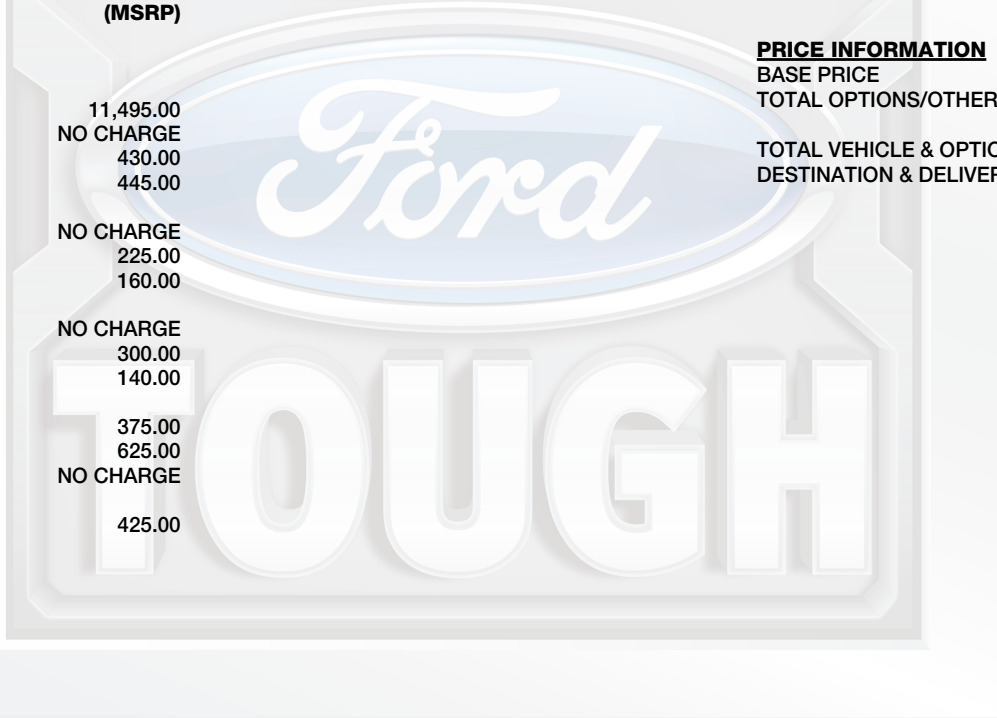 (MSRP)
11,495.00
NO CHARGE
430.00
445.00
NO CHARGE
225.00
160.00
NO CHARGE
300.00
140.00
375.00
625.00
NO CHARGE
425.00
PRICE INFORMATION
BASE PRICE
TOTAL OPTIONS/OTHER
TOTAL VEHICLE & OPTIO
DESTINATION & DELIVER
Ford
TOUGH